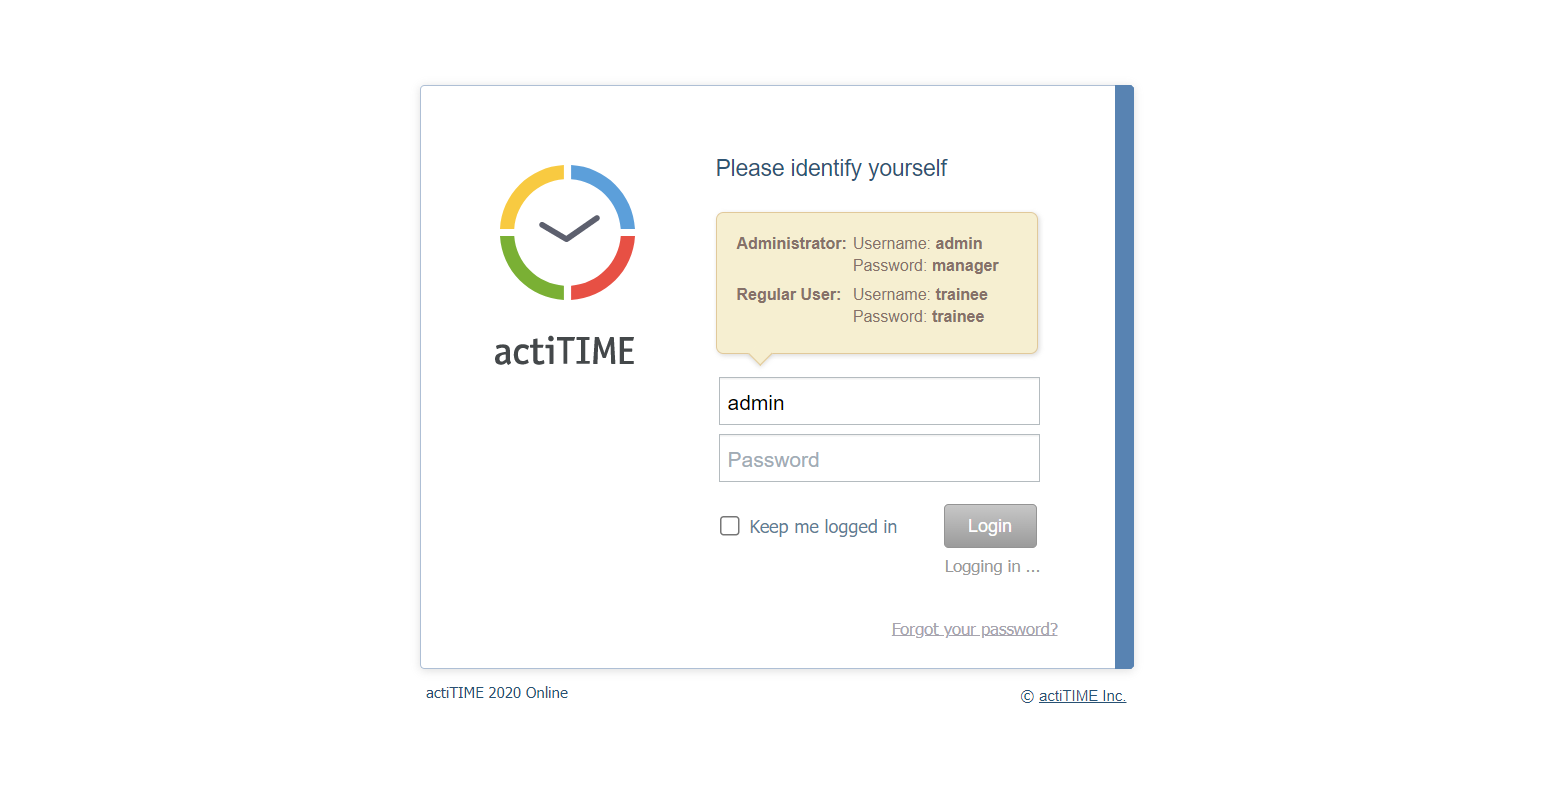 Please identify yourself
Administrator: Username: admin
Password: manager
Regular User: Username: trainee
Password: trainee
actiTIME
admin
Password
Keep me logged in
Login
Logging in ...
Forgot your password?
actiTIME 2020 Online
© actiTIME Inc.